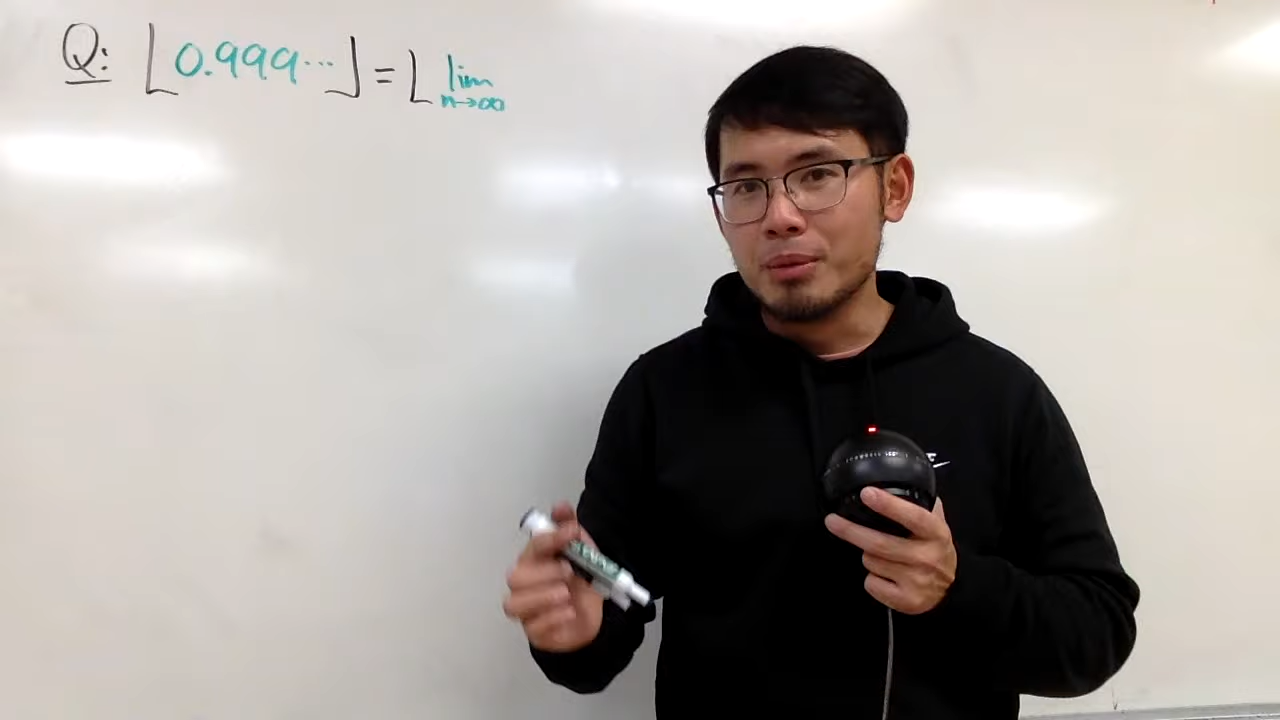 Q: ⌊0.999...⌋ = ⌊ lim
n→∞